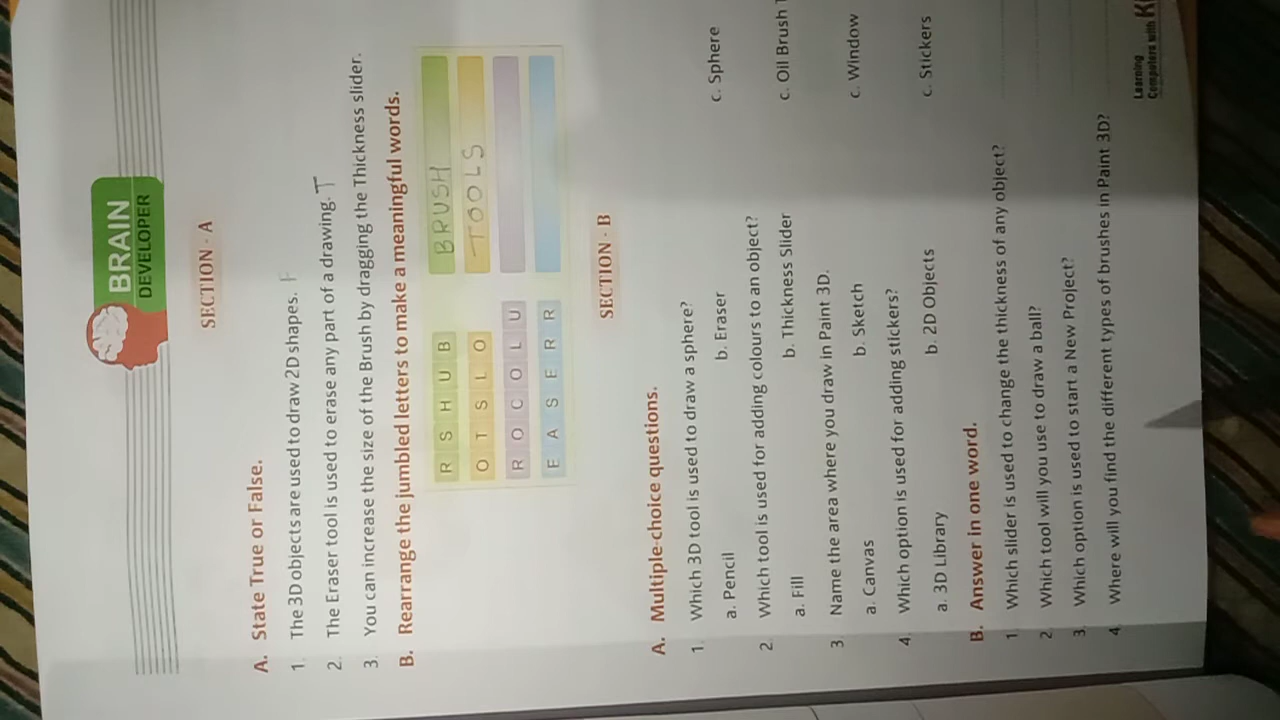 BRAIN
DEVELOPER
SECTION - A
A. State True or False.
1. The 3D objects are used to draw 2D shapes. F
2. The Eraser tool is used to erase any part of a drawing. T
3. You can increase the size of the Brush by dragging the Thickness slider.
B. Rearrange the jumbled letters to make a meaningful words.
R S H U B BRUSH
O T S L O TOOLS
R O C O L U
E A S E R R
SECTION - B
A. Multiple-choice questions.
1. Which 3D tool is used to draw a sphere?
a. Pencil b. Eraser c. Sphere
2. Which tool is used for adding colours to an object?
a. Fill b. Thickness Slider c. Oil Brush
3. Name the area where you draw in Paint 3D.
a. Canvas b. Sketch c. Window
4. Which option is used for adding stickers?
a. 3D Library b. 2D Objects c. Stickers
B. Answer in one word.
1. Which slider is used to change the thickness of any object?
2. Which tool will you use to draw a ball?
3. Which option is used to start a New Project?
4. Where will you find the different types of brushes in Paint 3D?
Learning
Computers with